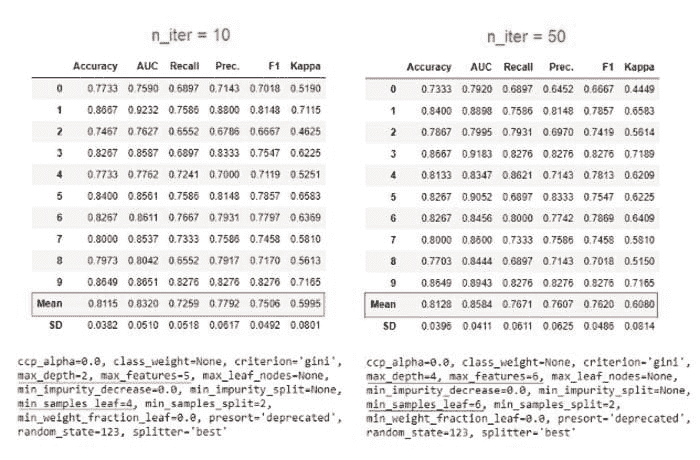 n_iter = 10
Accuracy AUC Recall Prec. F1 Kappa
0 0.7733 0.7590 0.6897 0.7143 0.7018 0.5190
1 0.8667 0.9232 0.7586 0.8800 0.8148 0.7115
2 0.7467 0.7627 0.6552 0.6786 0.6667 0.4625
3 0.8267 0.8587 0.6897 0.8333 0.7547 0.6225
4 0.7733 0.7762 0.7241 0.7000 0.7119 0.5251
5 0.8400 0.8561 0.7586 0.8148 0.7857 0.6583
6 0.8267 0.8611 0.7667 0.7931 0.7797 0.6369
7 0.8000 0.8537 0.7333 0.7586 0.7458 0.5810
8 0.7973 0.8042 0.6552 0.7917 0.7170 0.5613
9 0.8649 0.8651 0.8276 0.8276 0.8276 0.7165
Mean 0.8115 0.8320 0.7259 0.7792 0.7506 0.5995
SD 0.0382 0.0510 0.0518 0.0617 0.0492 0.0801
ccp_alpha=0.0, class_weight=None, criterion='gini',
max_depth=2, max_features=5, max_leaf_nodes=None,
min_impurity_decrease=0.0, min_impurity_split=None,
min_samples_leaf=4, min_samples_split=2,
min_weight_fraction_leaf=0.0, presort='deprecated',
random_state=123, splitter='best'
n_iter = 50
Accuracy AUC Recall Prec. F1 Kappa
0 0.7333 0.7920 0.6897 0.6452 0.6667 0.4449
1 0.8400 0.8898 0.7586 0.8148 0.7857 0.6583
2 0.7867 0.7995 0.7931 0.6970 0.7419 0.5614
3 0.8667 0.9183 0.8276 0.8276 0.8276 0.7189
4 0.8133 0.8347 0.8621 0.7143 0.7813 0.6209
5 0.8267 0.9052 0.6897 0.8333 0.7547 0.6225
6 0.8267 0.8456 0.8000 0.7742 0.7869 0.6409
7 0.8000 0.8600 0.7333 0.7586 0.7458 0.5810
8 0.7703 0.8444 0.6897 0.7143 0.7018 0.5150
9 0.8649 0.8943 0.8276 0.8276 0.8276 0.7165
Mean 0.8128 0.8584 0.7671 0.7607 0.7620 0.6080
SD 0.0396 0.0411 0.0611 0.0625 0.0486 0.0814
ccp_alpha=0.0, class_weight=None, criterion='gini',
max_depth=4, max_features=6, max_leaf_nodes=None,
min_impurity_decrease=0.0, min_impurity_split=None,
min_samples_leaf=6, min_samples_split=2,
min_weight_fraction_leaf=0.0, presort='deprecated',
random_state=123, splitter='best'